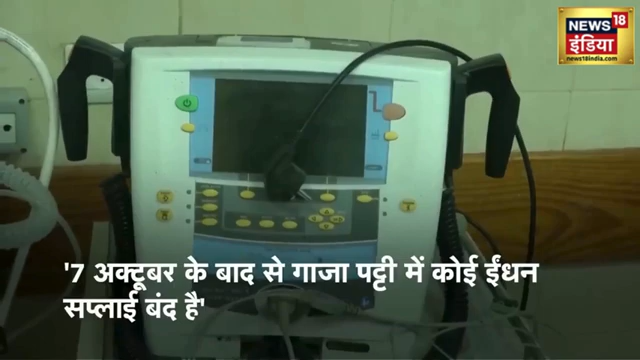 NEWS 18
इंडिया
news18india.com
'7 अक्टूबर के बाद से गाजा पट्टी में कोई ईंधन
सप्लाई बंद है'